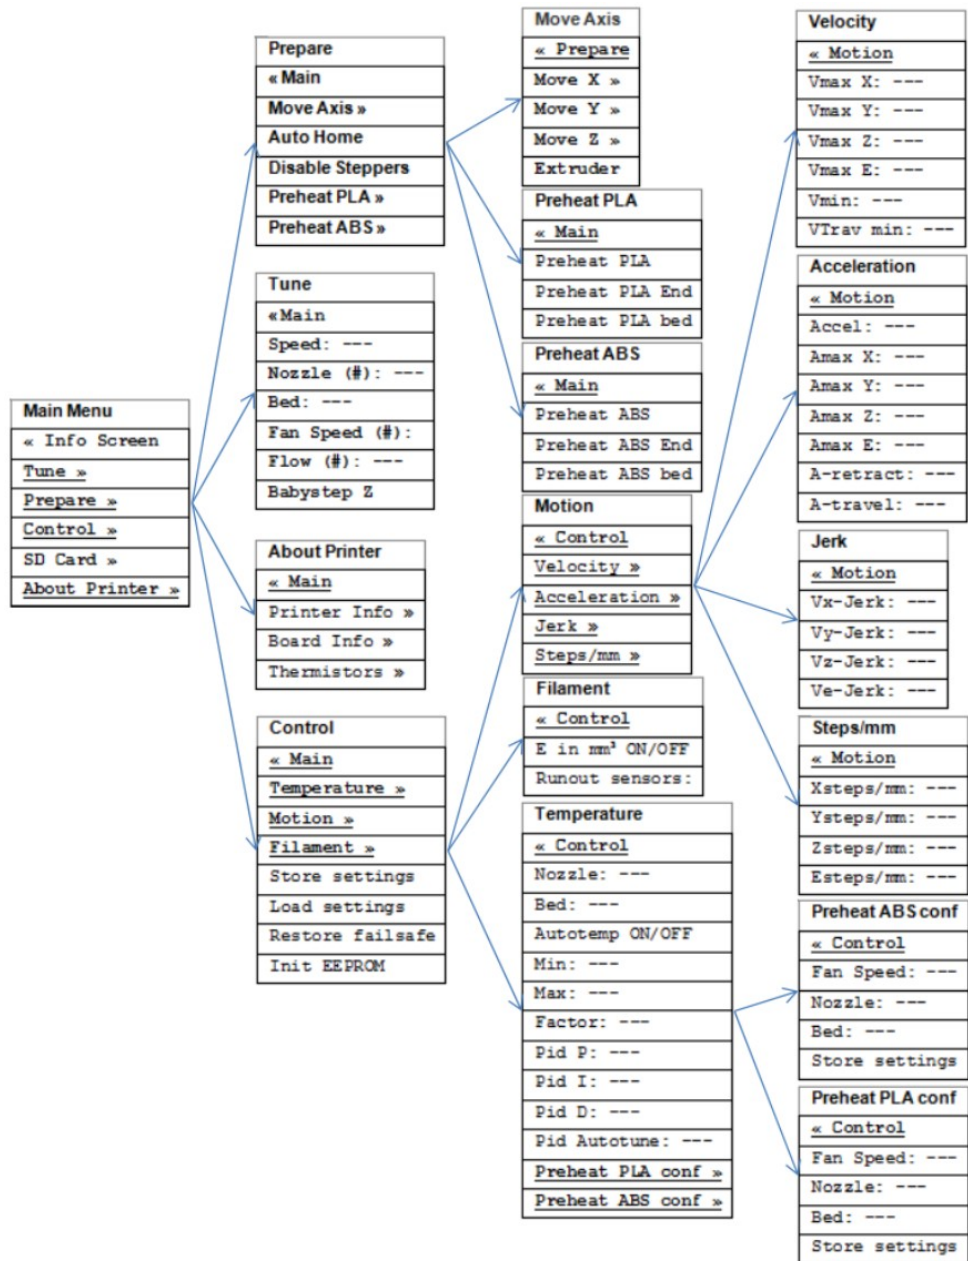 Main Menu
« Info Screen
Tune »
Prepare »
Control »
SD Card »
About Printer »
Prepare
« Main
Move Axis »
Auto Home
Disable Steppers
Preheat PLA »
Preheat ABS »
Tune
«Main
Speed: ---
Nozzle (#): ---
Bed: ---
Fan Speed (#):
Flow (#): ---
Babystep Z
About Printer
« Main
Printer Info »
Board Info »
Thermistors »
Control
« Main
Temperature »
Motion »
Filament »
Store settings
Load settings
Restore failsafe
Init EEPROM
Move Axis
« Prepare
Move X »
Move Y »
Move Z »
Extruder
Preheat PLA
« Main
Preheat PLA
Preheat PLA End
Preheat PLA bed
Preheat ABS
« Main
Preheat ABS
Preheat ABS End
Preheat ABS bed
Motion
« Control
Velocity »
Acceleration »
Jerk »
Steps/mm »
Filament
« Control
E in mm³ ON/OFF
Runout sensors:
Temperature
« Control
Nozzle: ---
Bed: ---
Autotemp ON/OFF
Min: ---
Max: ---
Factor: ---
Pid P: ---
Pid I: ---
Pid D: ---
Pid Autotune: ---
Preheat PLA conf »
Preheat ABS conf »
Velocity
« Motion
Vmax X: ---
Vmax Y: ---
Vmax Z: ---
Vmax E: ---
Vmin: ---
VTrav min: ---
Acceleration
« Motion
Accel: ---
Amax X: ---
Amax Y: ---
Amax Z: ---
Amax E: ---
A-retract: ---
A-travel: ---
Jerk
« Motion
Vx-Jerk: ---
Vy-Jerk: ---
Vz-Jerk: ---
Ve-Jerk: ---
Steps/mm
« Motion
Xsteps/mm: ---
Ysteps/mm: ---
Zsteps/mm: ---
Esteps/mm: ---
Preheat ABS conf
« Control
Fan Speed: ---
Nozzle: ---
Bed: ---
Store settings
Preheat PLA conf
« Control
Fan Speed: ---
Nozzle: ---
Bed: ---
Store settings